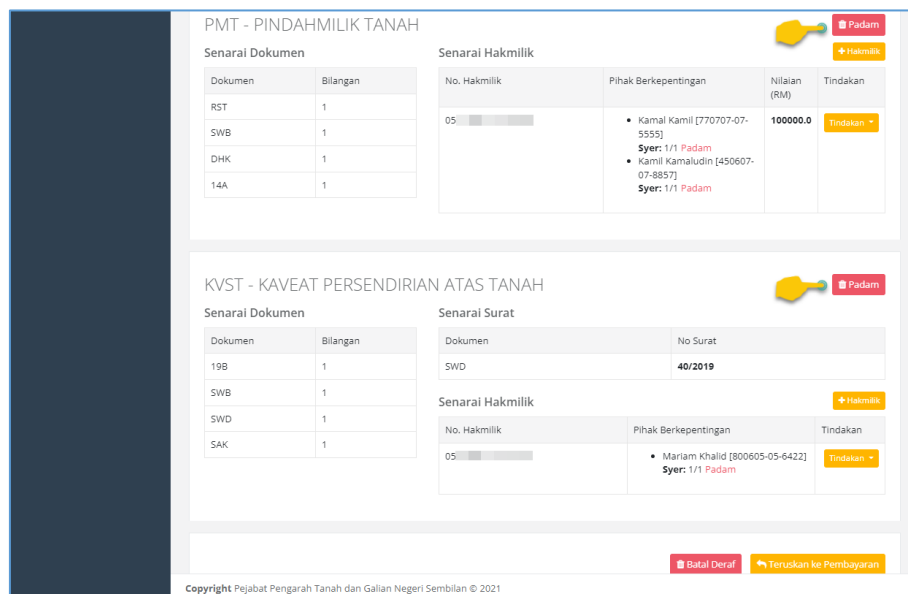 PMT - PINDAHMILIK TANAH
Padam
Senarai Dokumen
Dokumen Bilangan
RST 1
SWB 1
DHK 1
14A 1
Senarai Hakmilik
+ Hakmilik
No. Hakmilik Pihak Berkepentingan Nilaian (RM) Tindakan
05
Kamal Kamil [770707-07-
5555]
Syer: 1/1 Padam
Kamil Kamaludin [450607-
07-8857]
Syer: 1/1 Padam
100000.0
Tindakan
KVST - KAVEAT PERSENDIRIAN ATAS TANAH
Padam
Senarai Dokumen
Dokumen Bilangan
19B 1
SWB 1
SWD 1
SAK 1
Senarai Surat
Dokumen No Surat
SWD 40/2019
Senarai Hakmilik
+ Hakmilik
No. Hakmilik Pihak Berkepentingan Tindakan
05
Mariam Khalid [800605-05-6422]
Syer: 1/1 Padam
Tindakan
Batal Deraf
Teruskan ke Pembayaran
Copyright Pejabat Pengarah Tanah dan Galian Negeri Sembilan © 2021